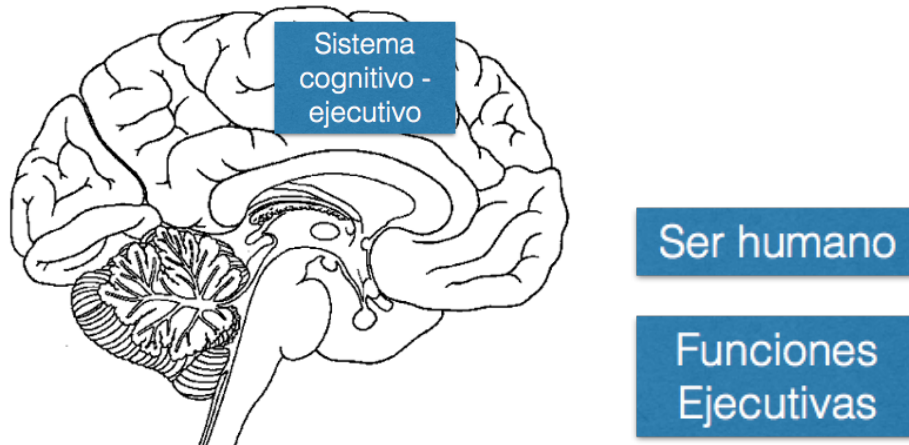 Sistema
cognitivo -
ejecutivo
Ser humano
Funciones
Ejecutivas